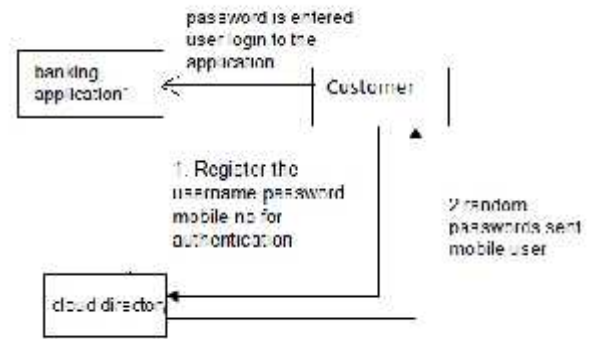 password is entered
user login to the
application
banking
application
Customer
1. Register the
username password
mobile no for
authentication
2 random
passwords sent
mobile user
cloud directory